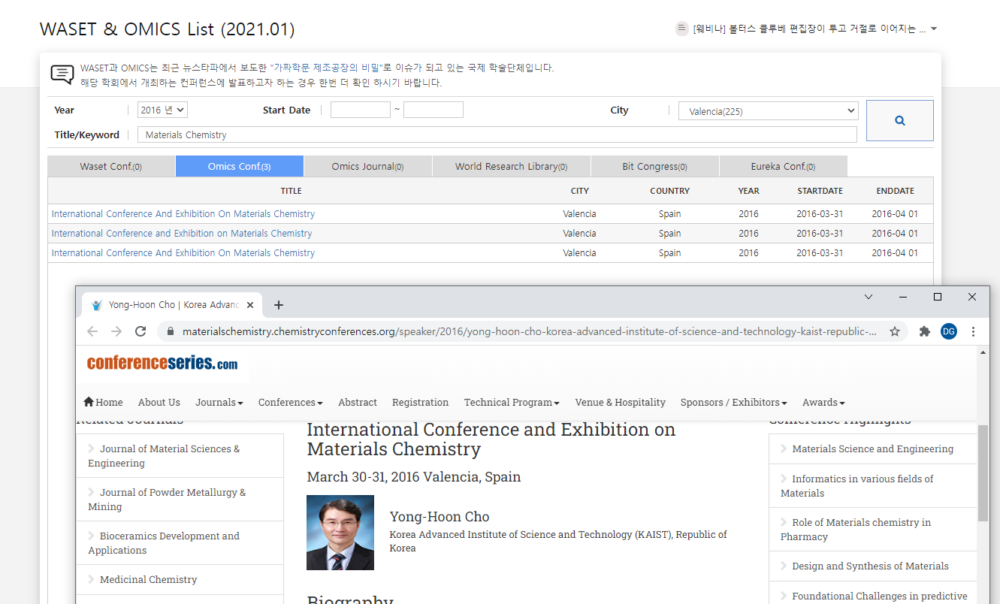 WASET & OMICS List (2021.01)
[웨비나] 볼터스 클루베 편집장이 투고 거절로 이어지는 ...
WASET과 OMICS는 최근 뉴스타파에서 보도한 "가짜학문 제조공장의 비밀"로 이슈가 되고 있는 국제 학술단체입니다.
해당 학회에서 개최하는 컨퍼런스에 발표하고자 하는 경우 한번 더 확인 하시기 바랍니다.
Year 2016 년 Start Date ~ City Valencia(225)
Title/Keyword Materials Chemistry
Waset Conf.(0) Omics Conf.(3) Omics Journal(0) World Research Library(0) Bit Congress(0) Eureka Conf.(0)
TITLE CITY COUNTRY YEAR STARTDATE ENDDATE
International Conference And Exhibition On Materials Chemistry Valencia Spain 2016 2016-03-31 2016-04 01
International Conference and Exhibition on Materials Chemistry Valencia Spain 2016 2016-03-31 2016-04 01
International Conference And Exhibition On Materials Chemistry Valencia Spain 2016 2016-03-31 2016-04 01
Yong-Hoon Cho | Korea Advanc
materialschemistry.chemistryconferences.org/speaker/2016/yong-hoon-cho-korea-advanced-institute-of-science-and-technology-kaist-republic-... DG
conferenceseries.com
Home About Us Journals Conferences Abstract Registration Technical Program Venue & Hospitality Sponsors / Exhibitors Awards
Related Journals
Journal of Material Sciences &
Engineering
Journal of Powder Metallurgy &
Mining
Bioceramics Development and
Applications
Medicinal Chemistry
International Conference and Exhibition on
Materials Chemistry
March 30-31, 2016 Valencia, Spain
Yong-Hoon Cho
Korea Advanced Institute of Science and Technology (KAIST), Republic of
Korea
Biography
Conference Highlights
Materials Science and Engineering
Informatics in various fields of
Materials
Role of Materials chemistry in
Pharmacy
Design and Synthesis of Materials
Foundational Challenges in predictive